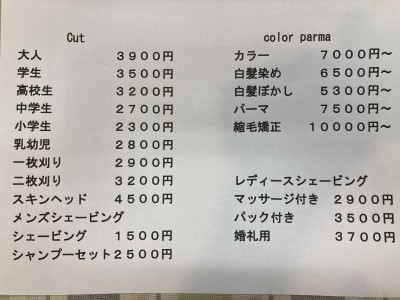 Cut
大人 3900円
学生 3500円
高校生 3200円
中学生 2700円
小学生 2300円
乳幼児 2800円
一枚刈り 2900円
二枚刈り 3200円
スキンヘッド 4500円
メンズシェービング
シェービング 1500円
シャンプーセット2500円
color parma
カラー 7000円～
白髪染め 6500円～
白髪ぼかし 5300円～
パーマ 7500円～
縮毛矯正 10000円～
レディースシェービング
マッサージ付き 2900円
パック付き 3500円
婚礼用 3700円